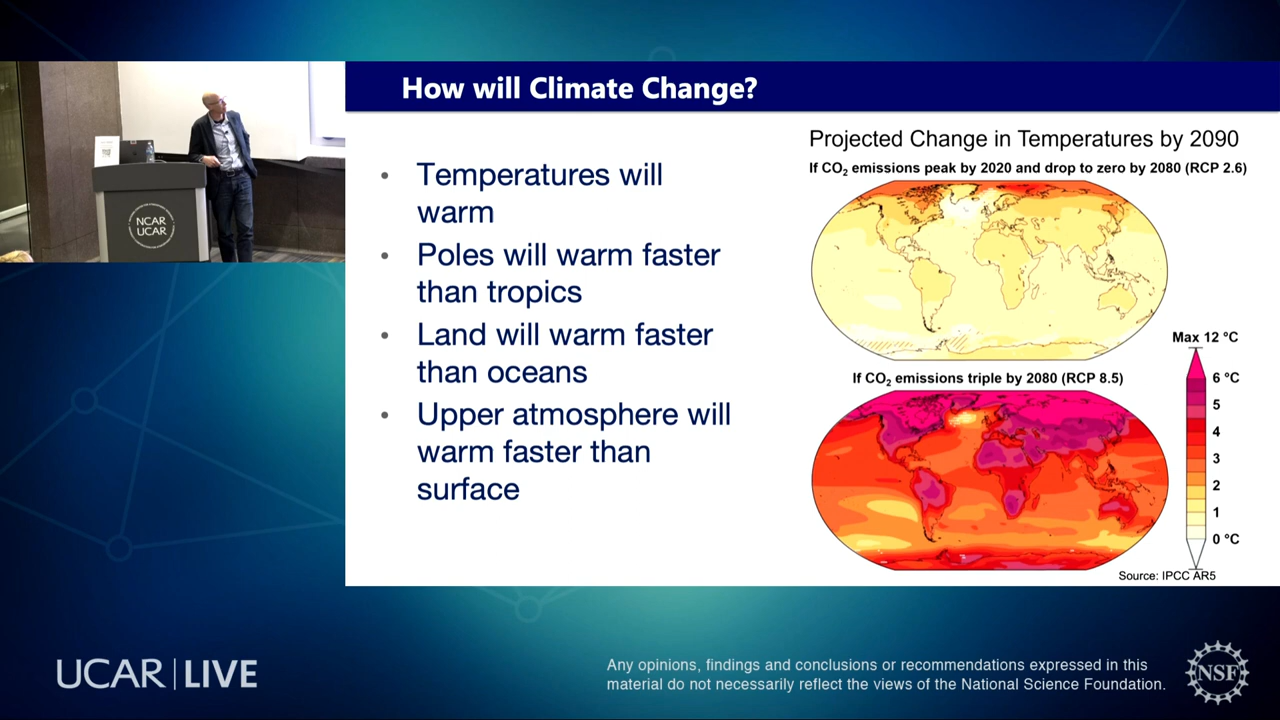 How will Climate Change?
NCAR
UCAR
• Temperatures will
warm
• Poles will warm faster
than tropics
• Land will warm faster
than oceans
• Upper atmosphere will
warm faster than
surface
Projected Change in Temperatures by 2090
If CO₂ emissions peak by 2020 and drop to zero by 2080 (RCP 2.6)
If CO₂ emissions triple by 2080 (RCP 8.5)
Max 12 °C
6 °C
5
4
3
2
1
0 °C
Source: IPCC AR5
UCAR | LIVE
Any opinions, findings and conclusions or recommendations expressed in this
material do not necessarily reflect the views of the National Science Foundation.
NSF